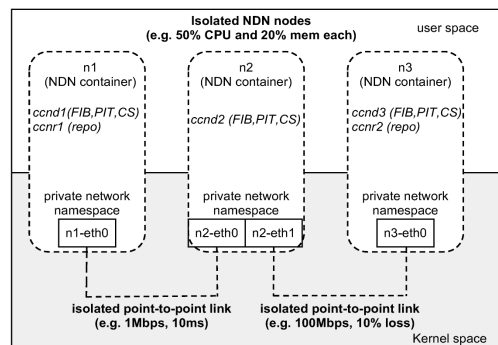 Isolated NDN nodes
(e.g. 50% CPU and 20% mem each)
user space
n1
(NDN container)
n2
(NDN container)
n3
(NDN container)
ccnd1(FIB,PIT,CS)
ccnr1 (repo)
ccnd2 (FIB,PIT,CS)
ccnd3 (FIB,PIT,CS)
ccnr2 (repo)
private network
namespace
private network
namespace
private network
namespace
n1-eth0
n2-eth0
n2-eth1
n3-eth0
isolated point-to-point link
(e.g. 1Mbps, 10ms)
isolated point-to-point link
(e.g. 100Mbps, 10% loss)
Kernel space